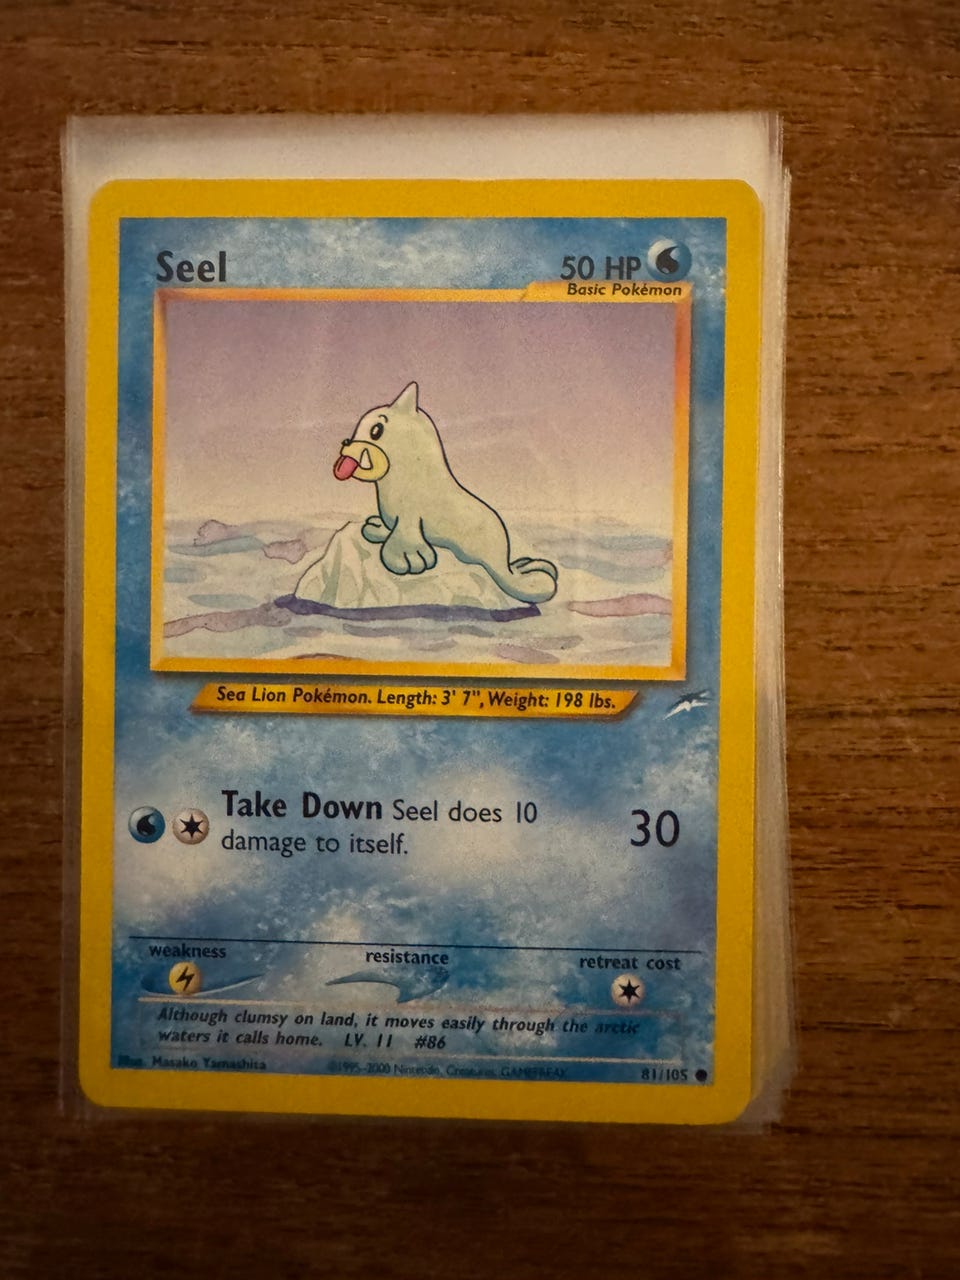 Seel
50 HP
Basic Pokémon
Sea Lion Pokémon. Length: 3' 7", Weight: 198 lbs.
Take Down Seel does 10
damage to itself.
30
weakness
resistance
retreat cost
Although clumsy on land, it moves easily through the arctic
waters it calls home. LV. 11 #86
Illus. Masako Yamashita
©1995-2000 Nintendo, Creatures, GAMEFREAK
81/105